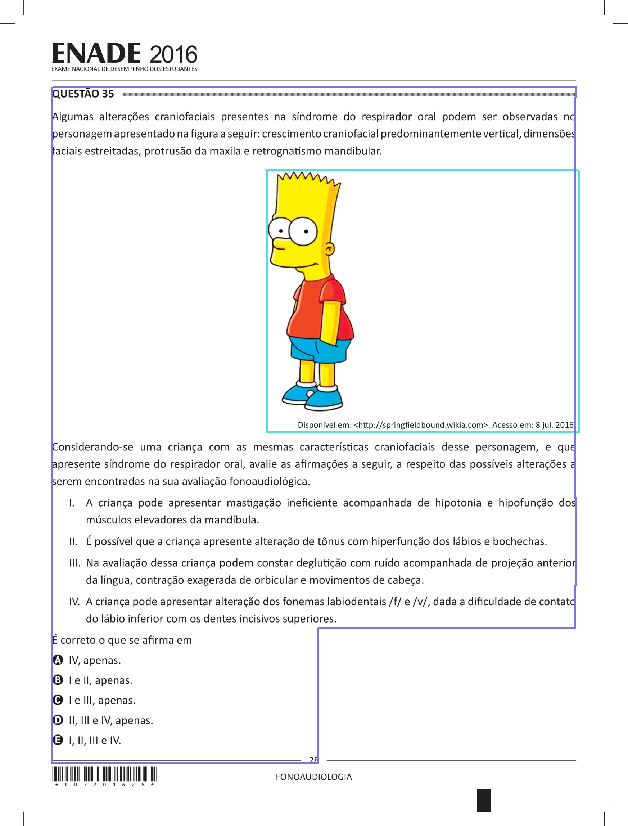 ENADE 2016
EXAME NACIONAL DE DESEMPENHO DOS ESTUDANTES
QUESTÃO 35
Algumas alterações craniofaciais presentes na síndrome do respirador oral podem ser observadas no
personagem apresentado na figura a seguir: crescimento craniofacial predominantemente vertical, dimensões
faciais estreitadas, protrusão da maxila e retrognatismo mandibular.
Disponível em: <http://springfieldbound.wikia.com>. Acesso em: 8 jul. 2016.
Considerando-se uma criança com as mesmas características craniofaciais desse personagem, e que
apresente síndrome do respirador oral, avalie as afirmações a seguir, a respeito das possíveis alterações a
serem encontradas na sua avaliação fonoaudiológica.
I. A criança pode apresentar mastigação ineficiente acompanhada de hipotonia e hipofunção dos
músculos elevadores da mandíbula.
II. É possível que a criança apresente alteração de tônus com hiperfunção dos lábios e bochechas.
III. Na avaliação dessa criança podem constar deglutição com ruído acompanhada de projeção anterior
da língua, contração exagerada de orbicular e movimentos de cabeça.
IV. A criança pode apresentar alteração dos fonemas labiodentais /f/ e /v/, dada a dificuldade de contato
do lábio inferior com os dentes incisivos superiores.
É correto o que se afirma em
A IV, apenas.
B I e II, apenas.
C I e III, apenas.
D II, III e IV, apenas.
E I, II, III e IV.
FONOAUDIOLOGIA